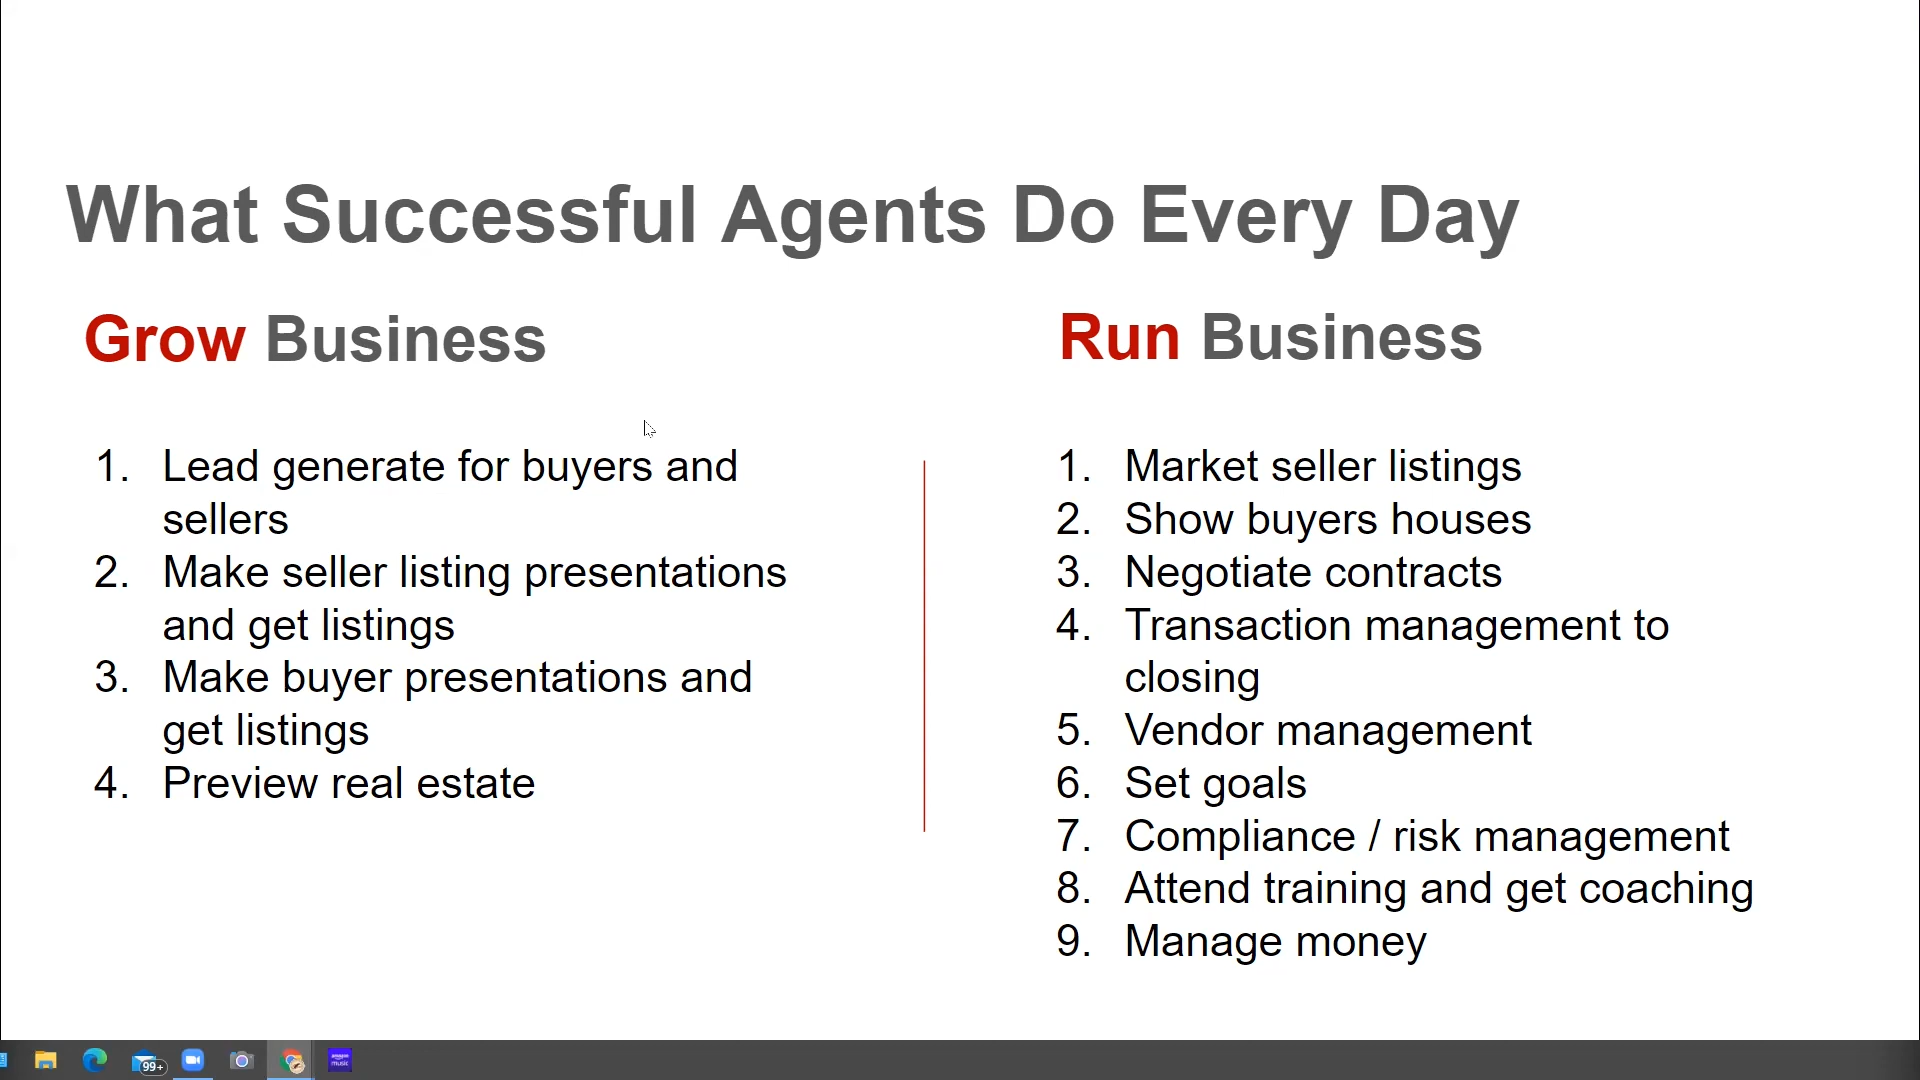 What Successful Agents Do Every Day
Grow Business
1. Lead generate for buyers and
sellers
2. Make seller listing presentations
and get listings
3. Make buyer presentations and
get listings
4. Preview real estate
Run Business
1. Market seller listings
2. Show buyers houses
3. Negotiate contracts
4. Transaction management to
closing
5. Vendor management
6. Set goals
7. Compliance / risk management
8. Attend training and get coaching
9. Manage money
99+
amazon
music